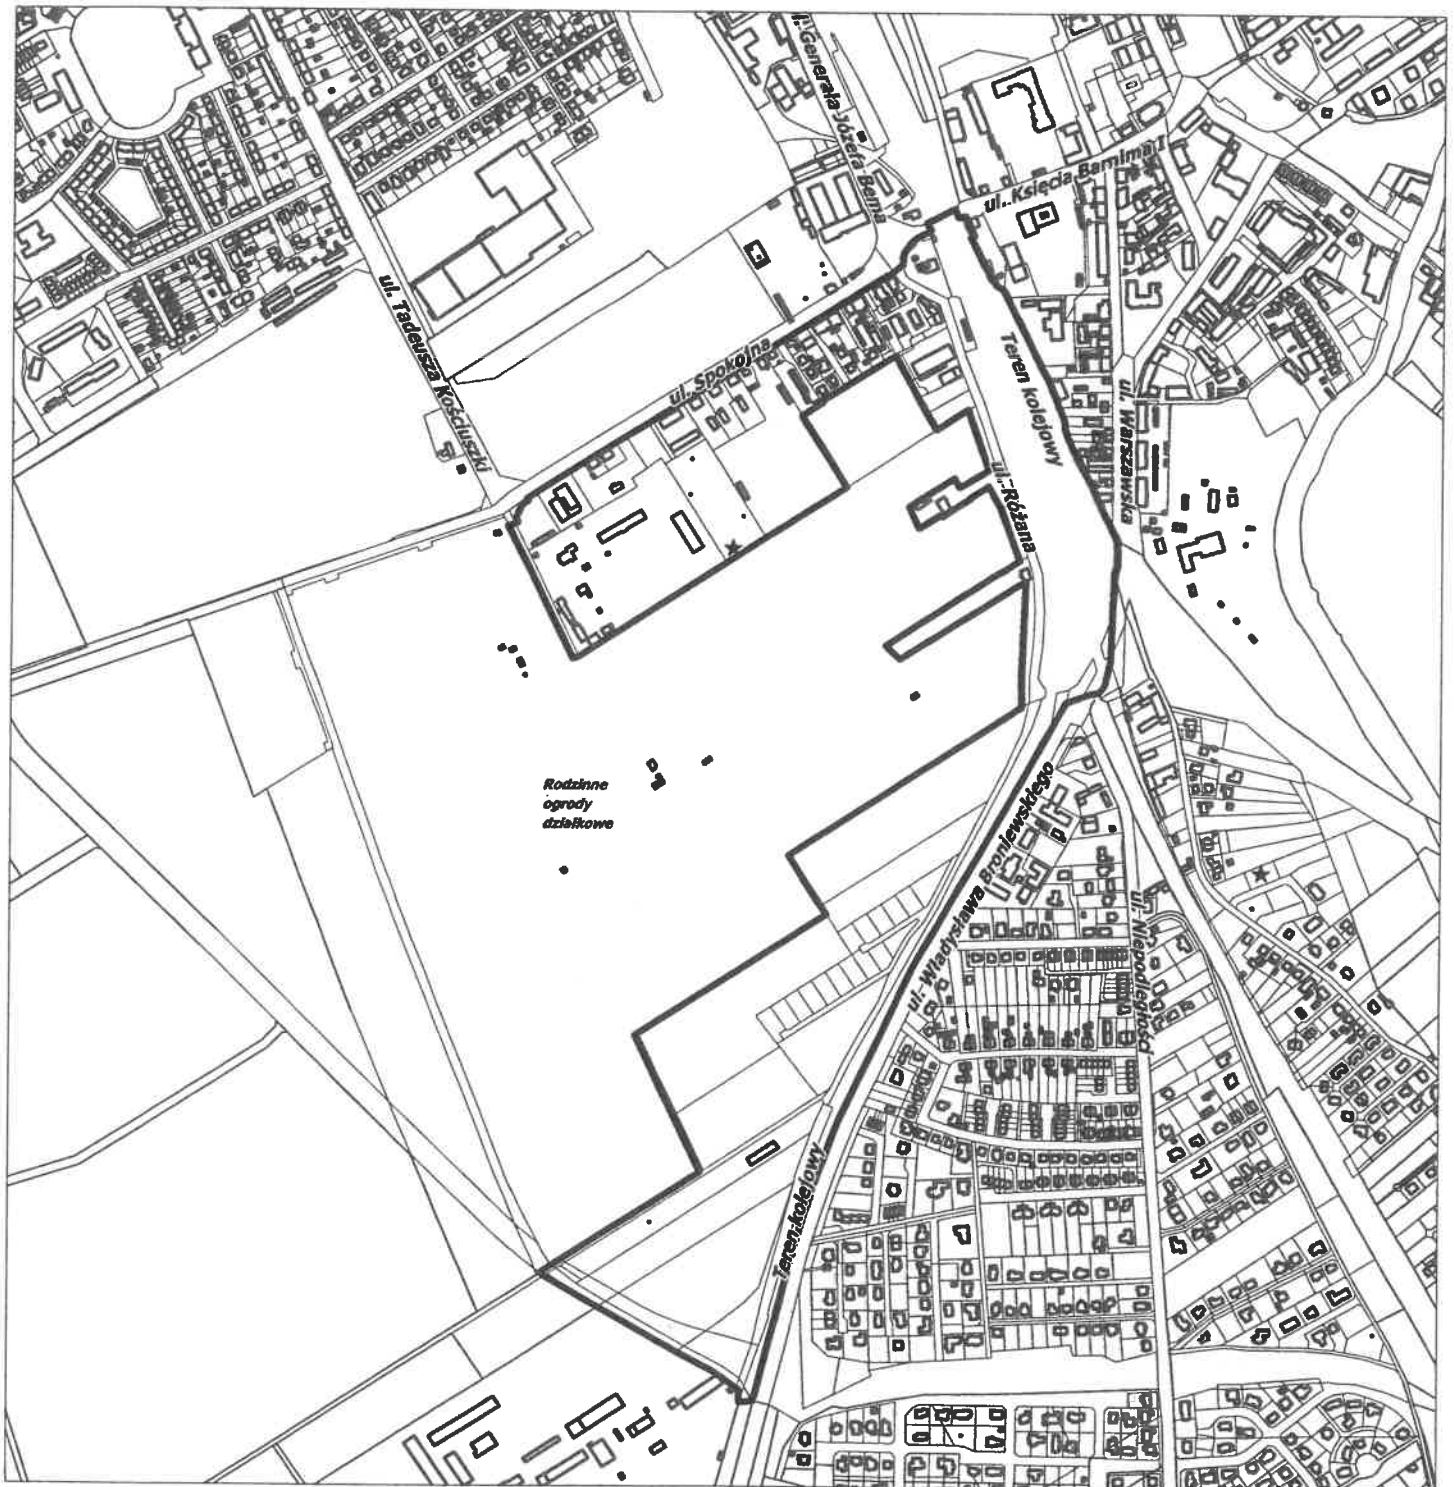 ul. Generała Józefa Bema
ul. Księcia Barnima I
ul. Tadeusza Kościuszki
ul. Spokojna
Teren kolejowy
ul. Warszawska
ul. Różana
Rodzinne
ogrody
działkowe
ul. Władysława Broniewskiego
ul. Niepodległości
Teren kolejowy